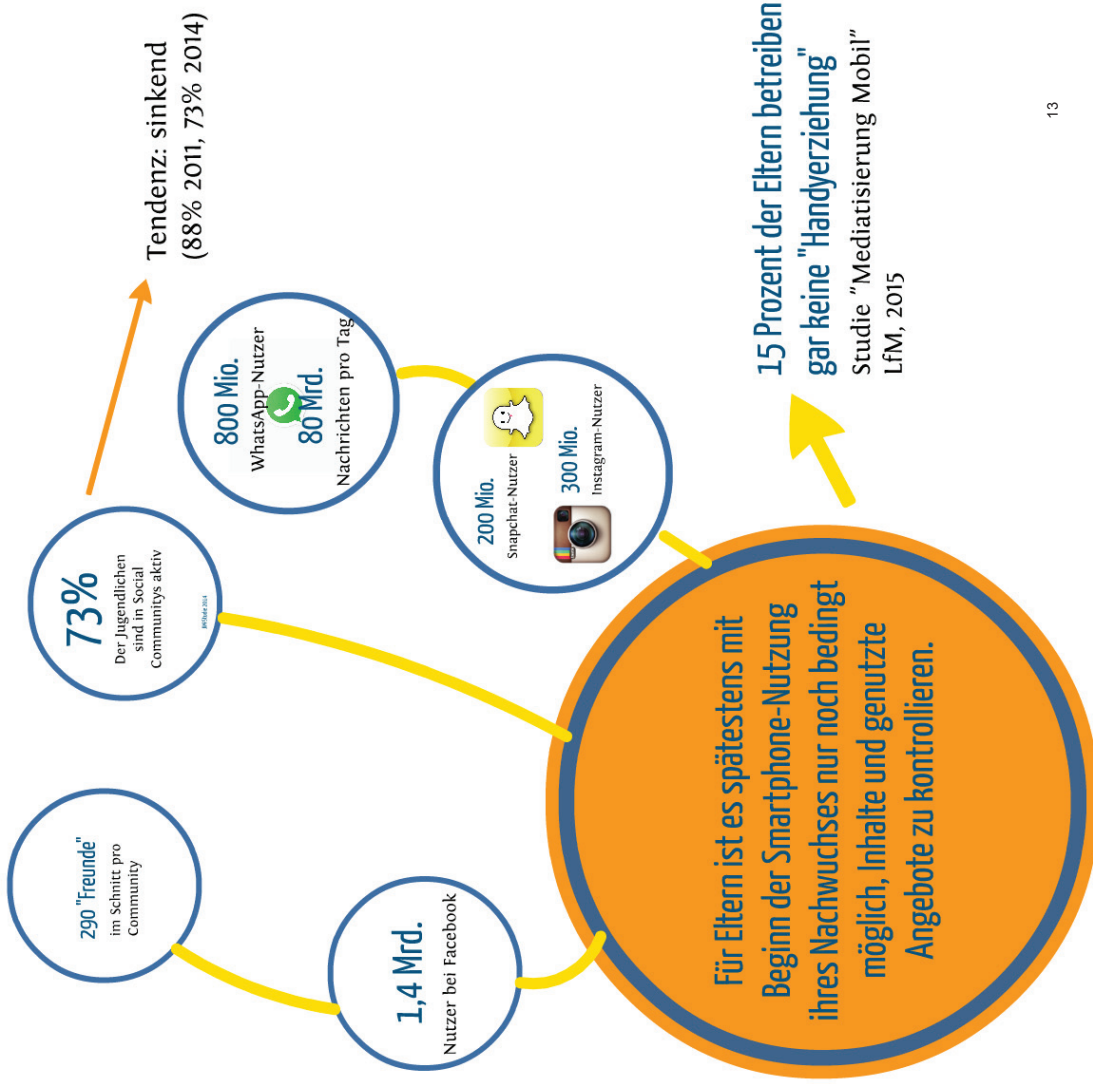 290 "Freunde"
im Schnitt pro
Community
1,4 Mrd.
Nutzer bei Facebook
73%
Der Jugendlichen
sind in Social
Communitys aktiv
JIM Studie 2014
Tendenz: sinkend
(88% 2011, 73% 2014)
800 Mio.
WhatsApp-Nutzer
80 Mrd.
Nachrichten pro Tag
200 Mio.
Snapchat-Nutzer
300 Mio.
Instagram-Nutzer
Für Eltern ist es spätestens mit
Beginn der Smartphone-Nutzung
ihres Nachwuchses nur noch bedingt
möglich, Inhalte und genutzte
Angebote zu kontrollieren.
15 Prozent der Eltern betreiben
gar keine "Handyerziehung"
Studie "Mediatisierung Mobil"
LfM, 2015
13